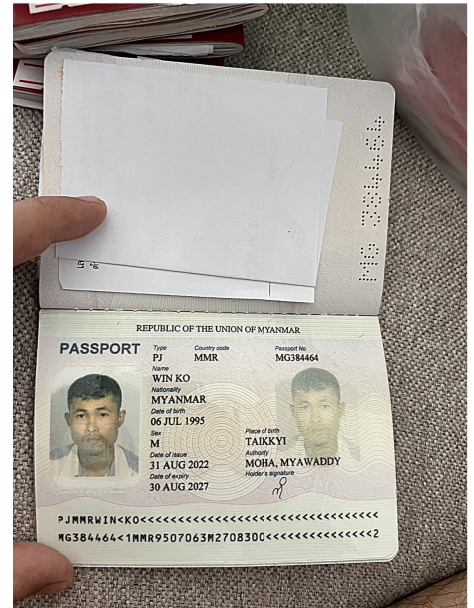 MG 384464
REPUBLIC OF THE UNION OF MYANMAR
PASSPORT
Type Country code Passport No
PJ MMR MG384464
Name
WIN KO
Nationality
MYANMAR
Date of birth
06 JUL 1995
Sex Place of birth
M TAIKKYI
Date of issue Authority
31 AUG 2022 MOHA, MYAWADDY
Date of expiry Holder's signature
30 AUG 2027
PJMMRWIN<KO<<<<<<<<<<<<<<<<<<<<<<<<<<<<<<<<<
MG384464<1MMR9507063M2708300<<<<<<<<<<<<<<<2